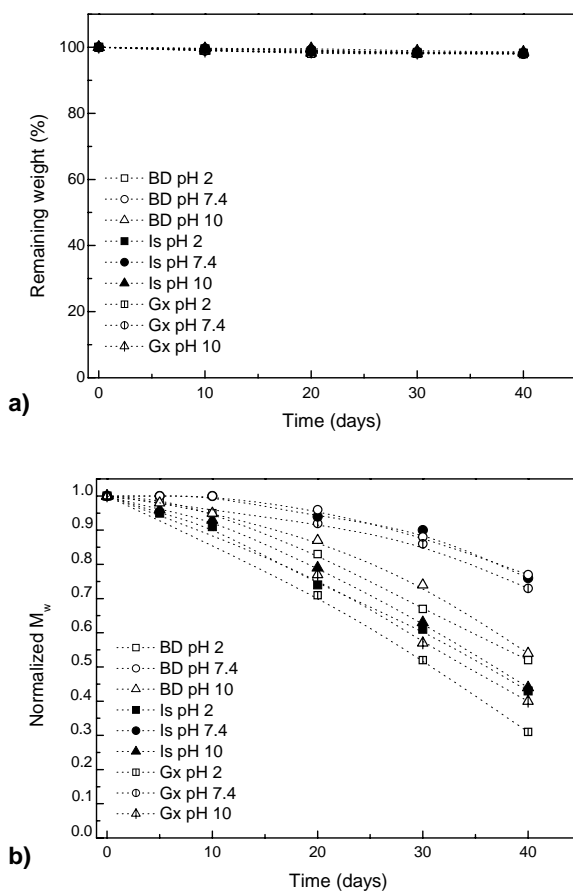 100
80
60
40
20
0
Remaining weight (%)
BD pH 2
BD pH 7.4
BD pH 10
Is pH 2
Is pH 7.4
Is pH 10
Gx pH 2
Gx pH 7.4
Gx pH 10
0 10 20 30 40
a)
Time (days)
1.0
0.9
0.8
0.7
0.6
0.5
0.4
0.3
0.2
0.1
0.0
Normalized Mw
BD pH 2
BD pH 7.4
BD pH 10
Is pH 2
Is pH 7.4
Is pH 10
Gx pH 2
Gx pH 7.4
Gx pH 10
0 10 20 30 40
b)
Time (days)